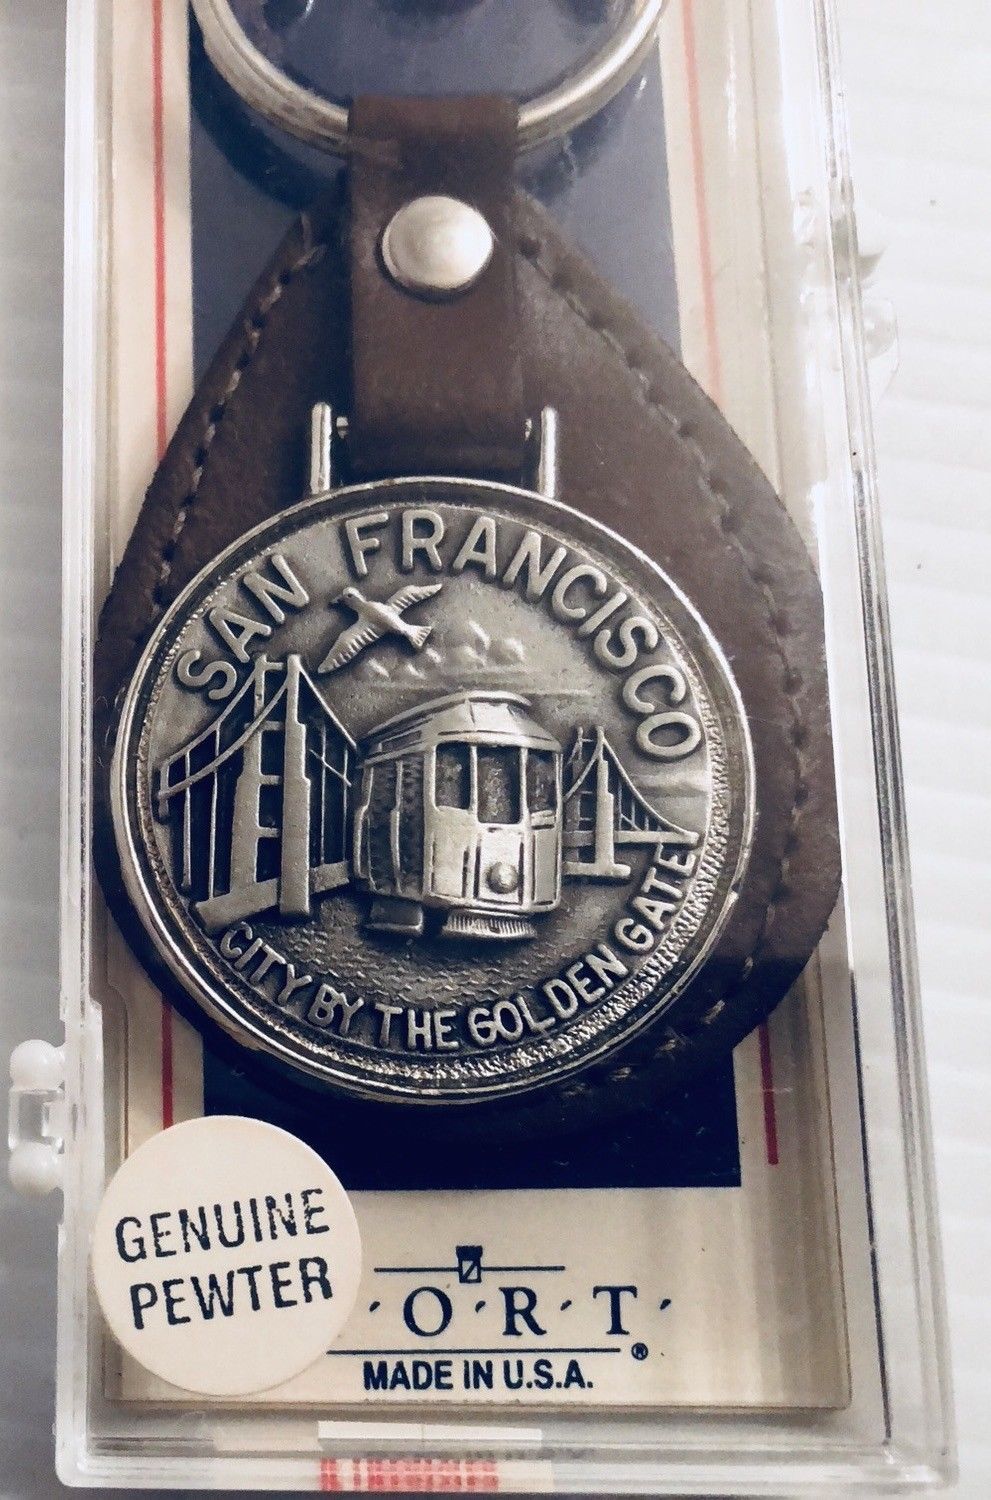 SAN FRANCISCO
CITY BY THE GOLDEN GATE
GENUINE
PEWTER
·O·R·T·
®
MADE IN U.S.A.